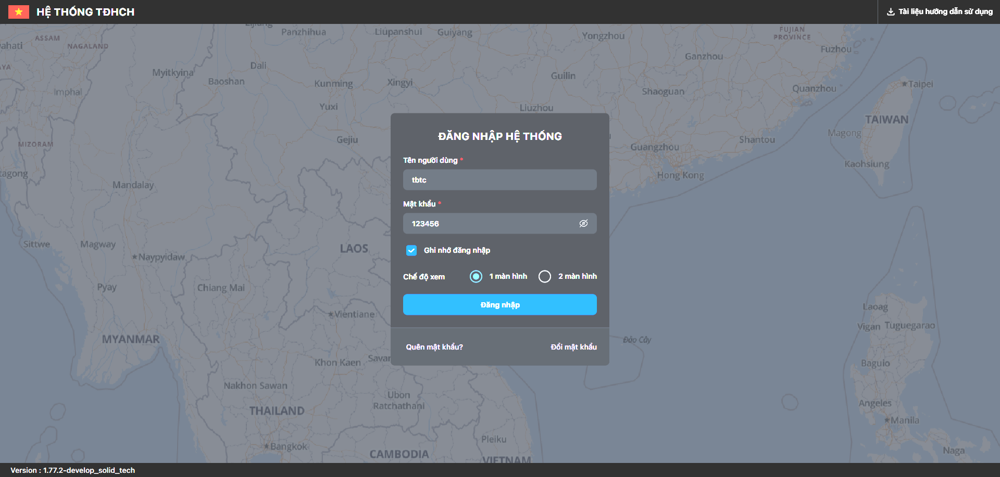 HỆ THỐNG TĐHCH
Tài liệu hướng dẫn sử dụng
Lijiang
Panzhihua
Liupanshui
Guiyang
Yongzhou
FUJIAN
PROVINCE
ASSAM
NAGALAND
Fuzhou
Ganzhou
Dali
Myitkyina
Baoshan
Kunming
Xingyi
Guilin
Quanzhou
Taipei
Imphal
Shaoguan
Yuxi
Liuzhou
TAIWAN
Magong
MIZORAM
Gejiu
Guangzhou
Shantou
Kaohsiung
Hong Kong
tagong
Mandalay
ĐĂNG NHẬP HỆ THỐNG
Tên người dùng *
tbtc
Mật khẩu *
123456
Ghi nhớ đăng nhập
Chế độ xem
1 màn hình
2 màn hình
Đăng nhập
Quên mật khẩu?
Đổi mật khẩu
Sittwe
Magway
Naypyidaw
LAOS
Pyay
Chiang Mai
Vientiane
Laoag
Vigan
Tuguegarao
MYANMAR
Đảo Cây
Khon Kaen
Savan
Baguio
Nakhon Sawan
Ubon
Ratchathani
THAILAND
Angeles
Manila
Pleiku
Bangkok
CAMBODIA
VIETNAM
Naga
Version : 1.77.2-develop_solid_tech